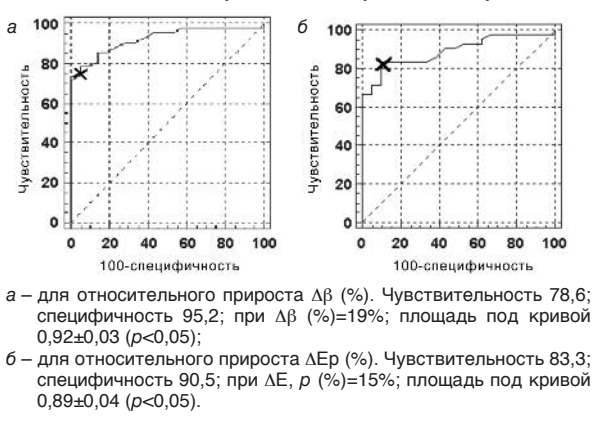 а
100
80
60
40
20
0
Чувствительность
0 20 40 60 80 100
100-специфичность
б
100
80
60
40
20
0
Чувствительность
0 20 40 60 80 100
100-специфичность
а – для относительного прироста Δβ (%). Чувствительность 78,6;
специфичность 95,2; при Δβ (%)=19%; площадь под кривой
0,92±0,03 (р<0,05);
б – для относительного прироста ΔЕр (%). Чувствительность 83,3;
специфичность 90,5; при ΔЕ, р (%)=15%; площадь под кривой
0,89±0,04 (р<0,05).